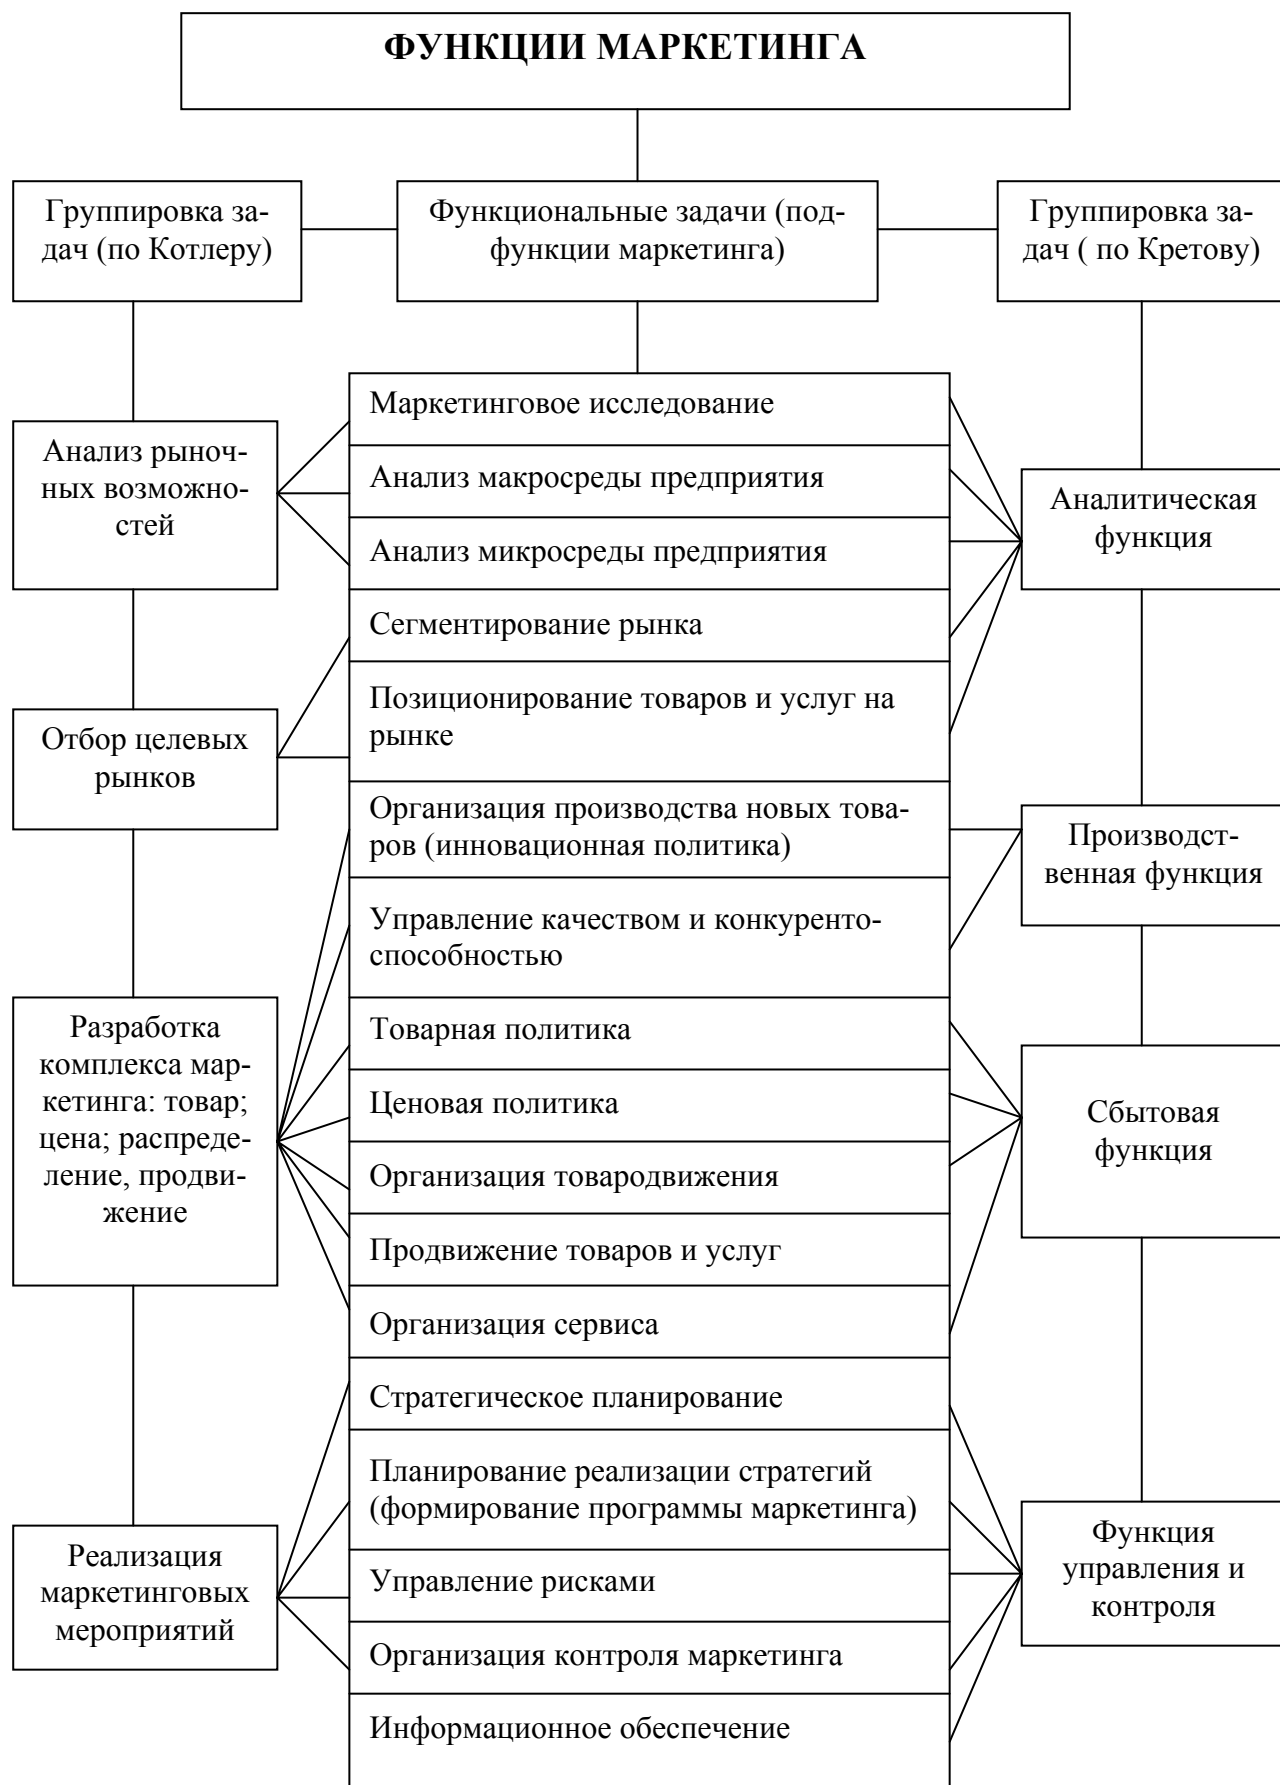 ФУНКЦИИ МАРКЕТИНГА
Группировка за-
дач (по Котлеру)
Функциональные задачи (под-
функции маркетинга)
Группировка за-
дач ( по Кретову)
Анализ рыноч-
ных возможно-
стей
Отбор целевых
рынков
Разработка
комплекса мар-
кетинга: товар;
цена; распреде-
ление, продви-
жение
Реализация
маркетинговых
мероприятий
Маркетинговое исследование
Анализ макросреды предприятия
Анализ микросреды предприятия
Сегментирование рынка
Позиционирование товаров и услуг на
рынке
Организация производства новых това-
ров (инновационная политика)
Управление качеством и конкуренто-
способностью
Товарная политика
Ценовая политика
Организация товародвижения
Продвижение товаров и услуг
Организация сервиса
Стратегическое планирование
Планирование реализации стратегий
(формирование программы маркетинга)
Управление рисками
Организация контроля маркетинга
Информационное обеспечение
Аналитическая
функция
Производст-
венная функция
Сбытовая
функция
Функция
управления и
контроля